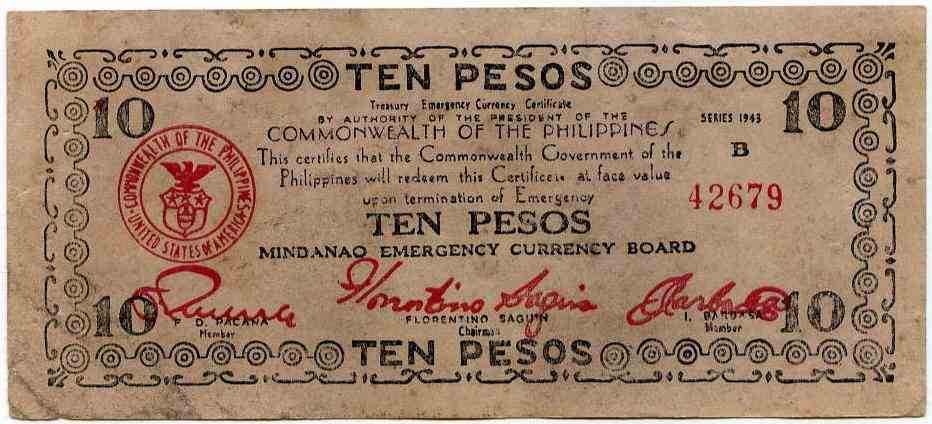 TEN PESOS
10
10
Treasury Emergency Currency Certificate
BY AUTHORITY OF THE PRESIDENT OF THE
SERIES 1943
COMMONWEALTH OF THE PHILIPPINES
This certifies that the Commonwealth Government of the
B
Philippines will redeem this Certificate at face value
42679
upon termination of Emergency
COMMONWEALTH OF THE PHILIPPINES
UNITED STATES OF AMERICA
TEN PESOS
MINDANAO EMERGENCY CURRENCY BOARD
Florentino Saguin
10
10
F. D. PACANA
FLORENTINO SAGUIN
I. BARBASA
Member
Chairman
Member
TEN PESOS